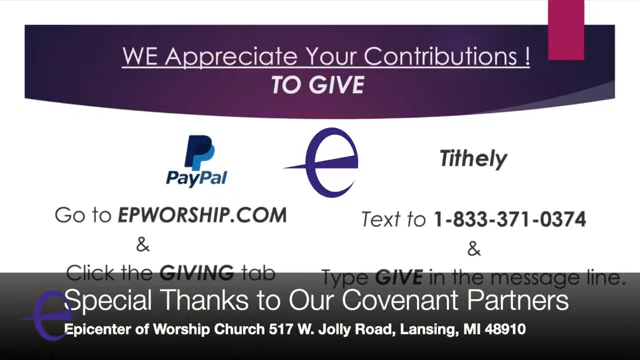 WE Appreciate Your Contributions !
TO GIVE
PayPal
Go to EPWORSHIP.COM
&
Click the GIVING tab
e
Tithely
Text to 1-833-371-0374
&
Type GIVE in the message line.
e
Special Thanks to Our Covenant Partners
Epicenter of Worship Church 517 W. Jolly Road, Lansing, MI 48910